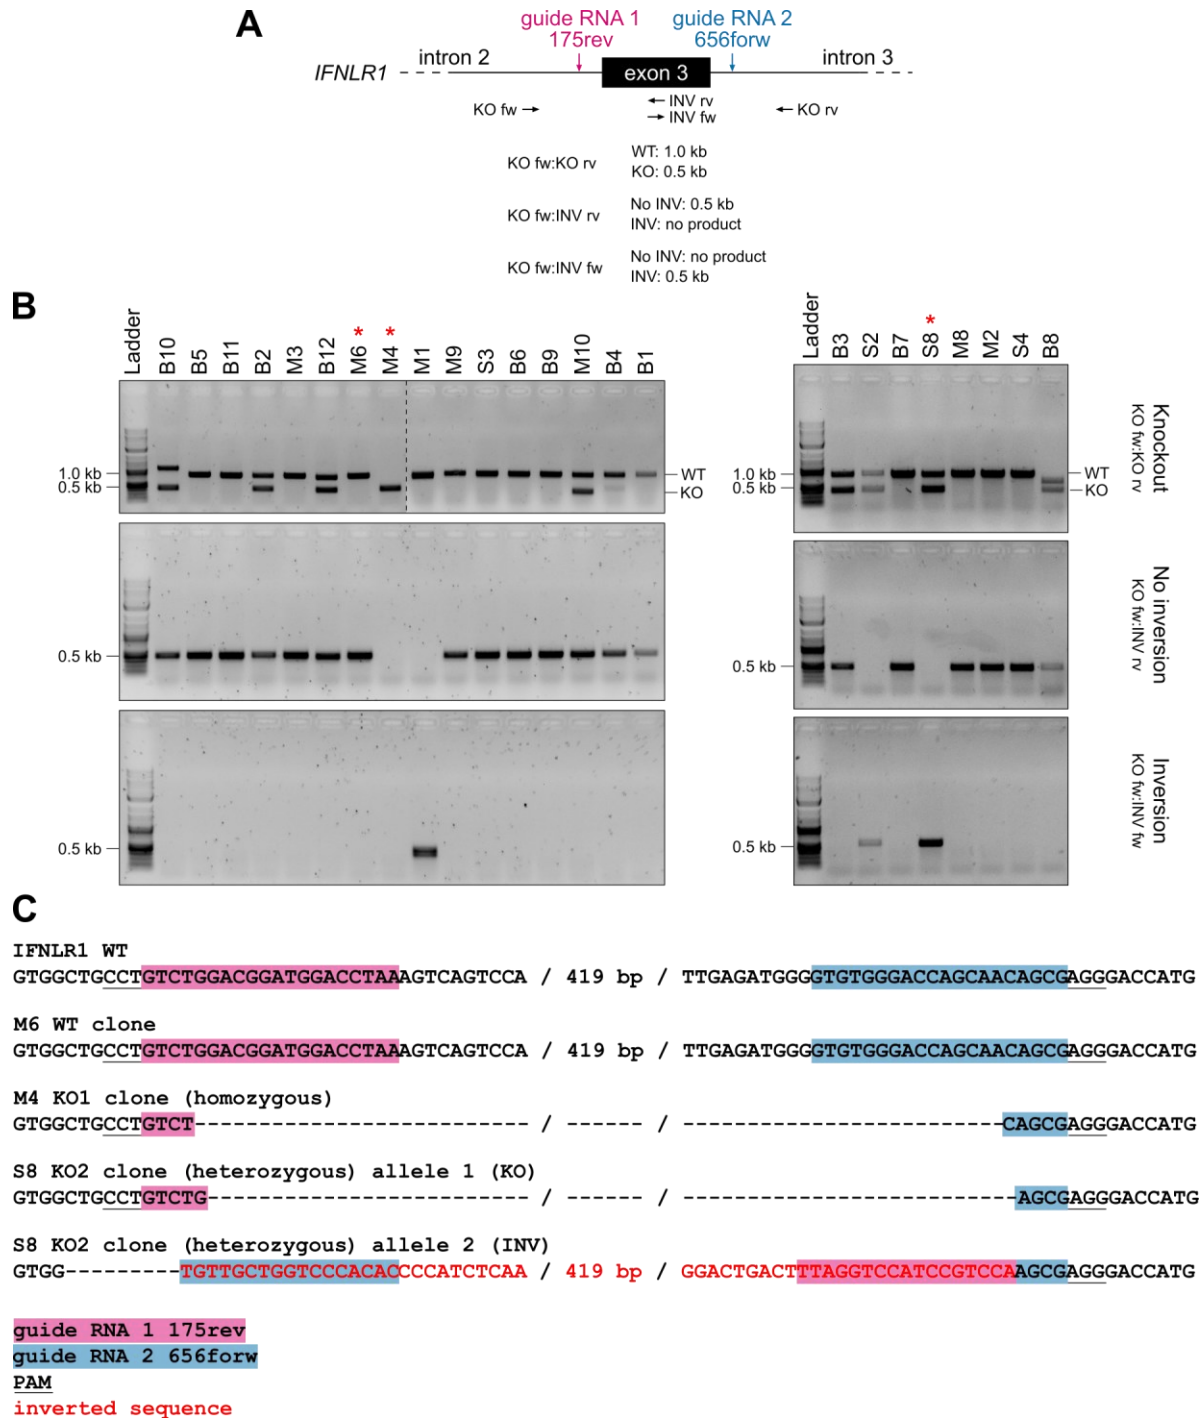 A
guide RNA 1
175rev
guide RNA 2
656forw
IFNLR1
intron 2
exon 3
intron 3
KO fw
INV rv
INV fw
KO rv
KO fw:KO rv
WT: 1.0 kb
KO: 0.5 kb
KO fw:INV rv
No INV: 0.5 kb
INV: no product
KO fw:INV fw
No INV: no product
INV: 0.5 kb
B
Ladder B10 B5 B11 B2 M3 B12 M6 * M4 * M1 M9 S3 B6 B9 M10 B4 B1
1.0 kb
0.5 kb
WT
KO
0.5 kb
0.5 kb
Ladder B3 S2 B7 S8 * M8 M2 S4 B8
1.0 kb
0.5 kb
WT
KO
Knockout
KO fw:KO rv
0.5 kb
No inversion
KO fw:INV rv
0.5 kb
Inversion
KO fw:INV fw
C
IFNLR1 WT
GTGGCTGCCTGTCTGGACGGATGGACCTAAAGTCAGTCCA / 419 bp / TTGAGATGGGGTGTGGGACCAGCAACAGCGAGGGACCATG
M6 WT clone
GTGGCTGCCTGTCTGGACGGATGGACCTAAAGTCAGTCCA / 419 bp / TTGAGATGGGGTGTGGGACCAGCAACAGCGAGGGACCATG
M4 KO1 clone (homozygous)
GTGGCTGCCTGTCT-------------------------- / ------ / -------------------------CAGCGAGGGACCATG
S8 KO2 clone (heterozygous) allele 1 (KO)
GTGGCTGCCTGTCTG------------------------- / ------ / --------------------------AGCGAGGGACCATG
S8 KO2 clone (heterozygous) allele 2 (INV)
GTGG---------TGTTGCTGGTCCCACACCCCATCTCAA / 419 bp / GGACTGACTTTAGGTCCATCCGTCCAAGCGAGGGACCATG
guide RNA 1 175rev
guide RNA 2 656forw
PAM
inverted sequence